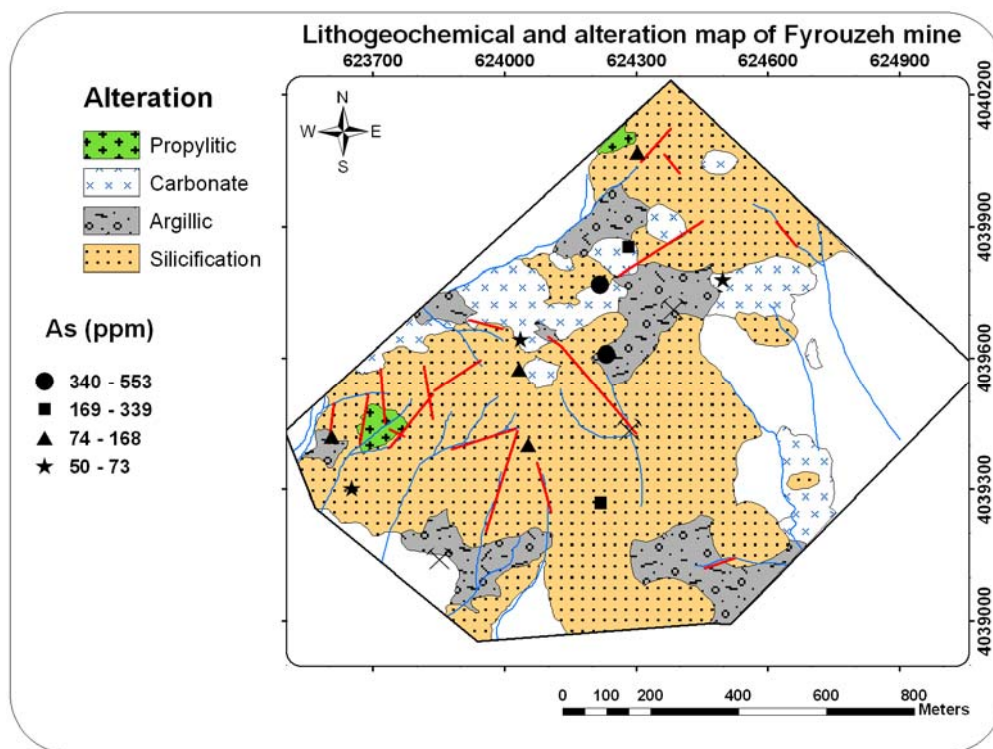 Lithogeochemical and alteration map of Fyrouzeh mine
623700 624000 624300 624600 624900
Alteration
Propylitic
Carbonate
Argillic
Silicification
As (ppm)
340 - 553
169 - 339
74 - 168
50 - 73
N
W E
S
4040200
4039900
4039600
4039300
4039000
0 100 200 400 600 800
Meters